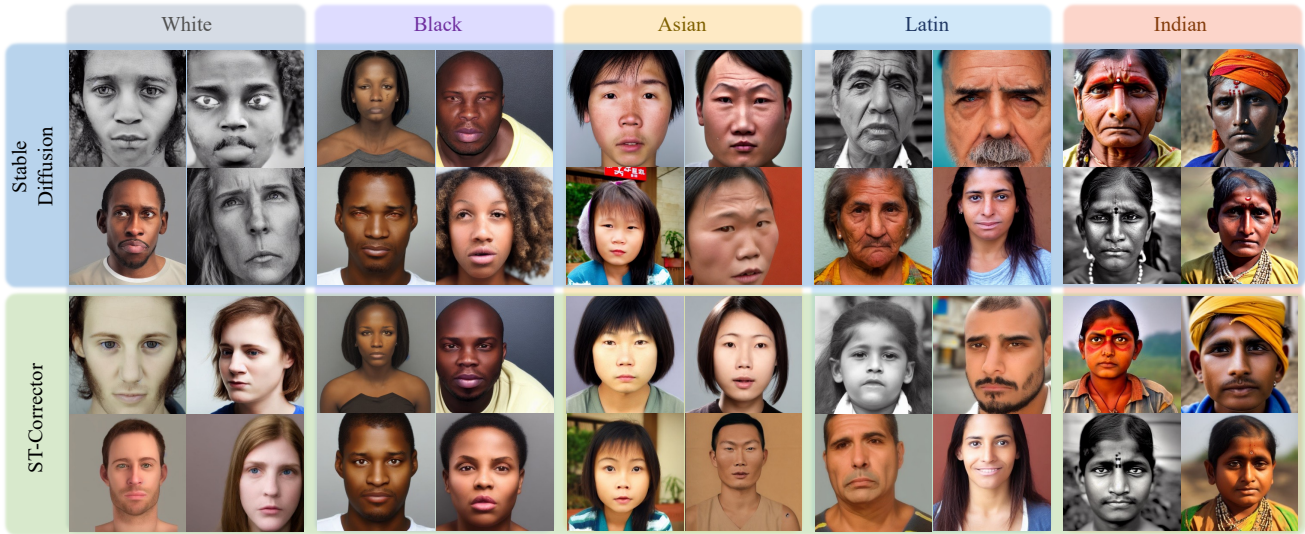 White
Black
Asian
Latin
Indian
Stable
Diffusion
ST-Corrector